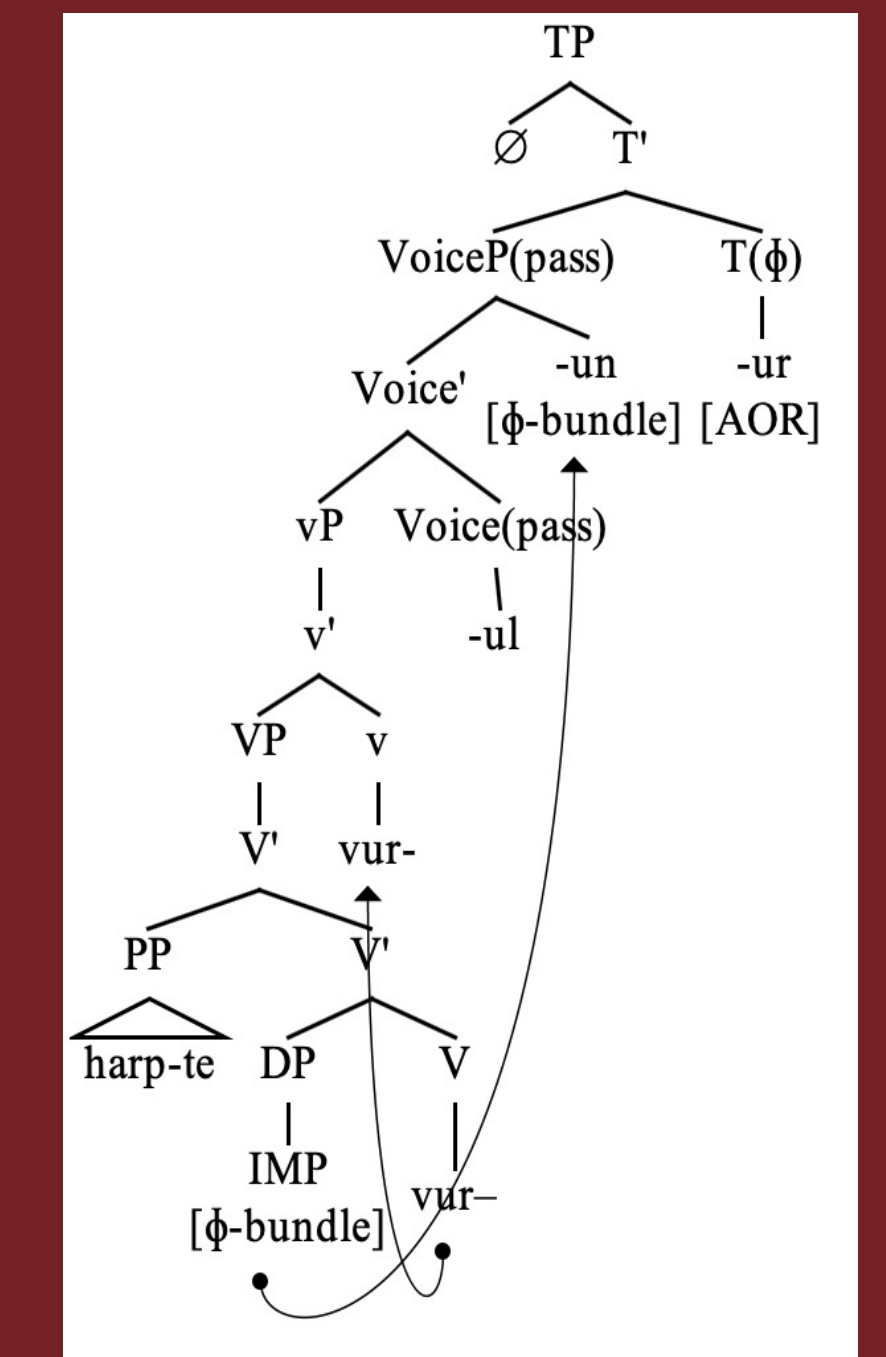 TP
∅ T'
VoiceP(pass) T(ɸ)
Voice' -un -ur
[ɸ-bundle] [AOR]
vP Voice(pass)
v' -ul
VP v
V' vur-
PP V'
harp-te DP V
IMP vur–
[ɸ-bundle]